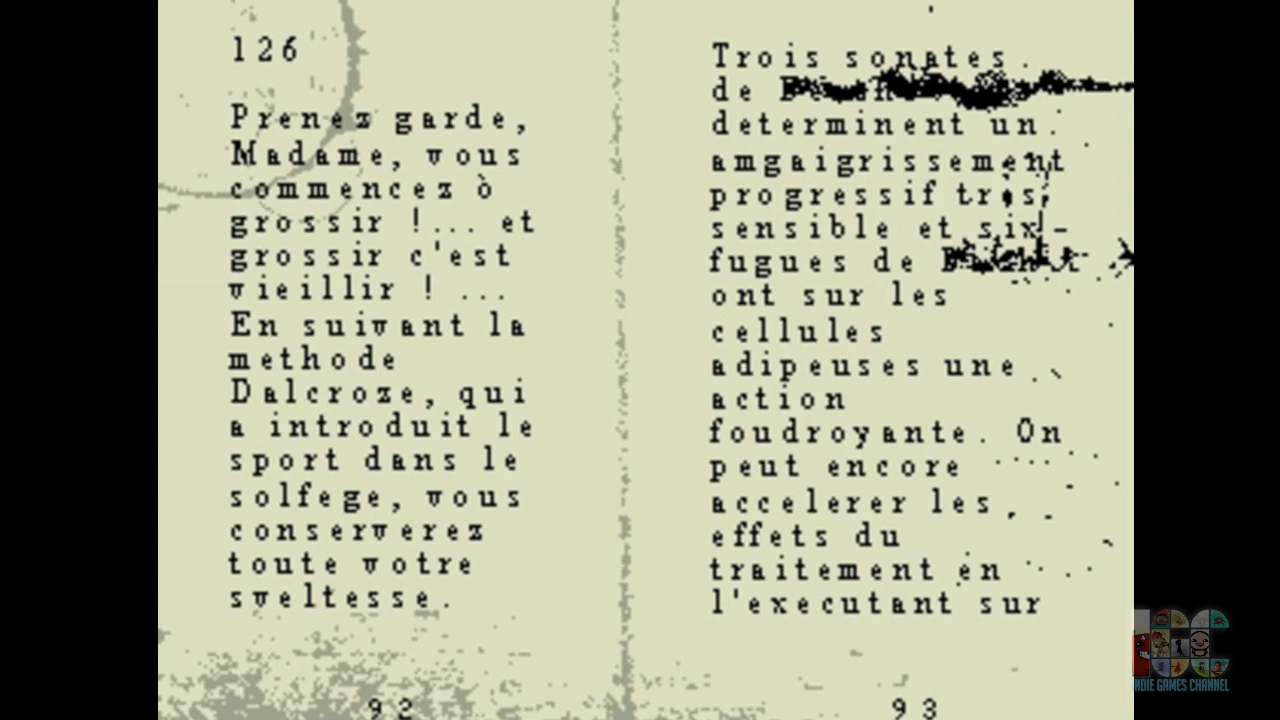 126
Prenez garde,
Madame, vous
commencez ò
grossir !... et
grossir c'est
vieillir ! ...
En suivant la
methode
Dalcroze, qui
a introduit le
sport dans le
solfege, vous
conserverez
toute votre
sveltesse.
92
Trois sonates
de
determinent un
amgaigrissement
progressif tres
sensible et six
fugues de
ont sur les
cellules
adipeuses une
action
foudroyante. On
peut encore
accelerer les
effets du
traitement en
l'executant sur
93
INDIE GAMES CHANNEL